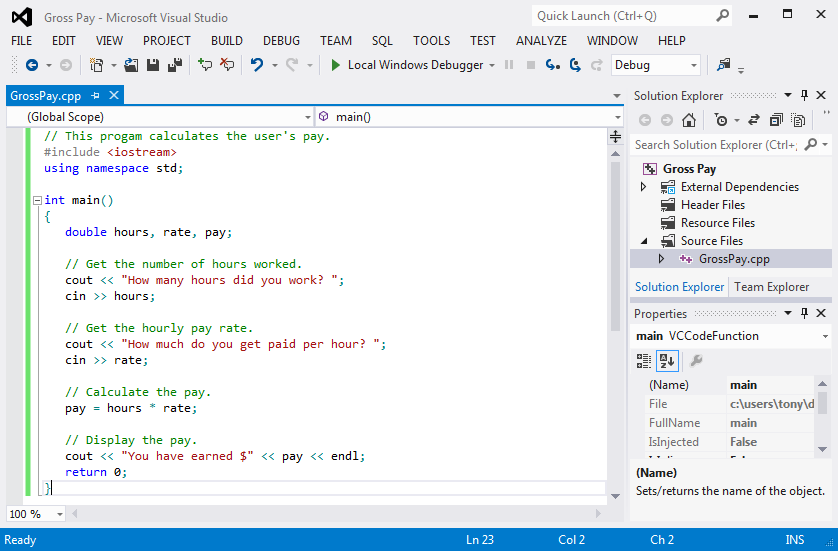 Gross Pay - Microsoft Visual Studio
Quick Launch (Ctrl+Q)
FILE EDIT VIEW PROJECT BUILD DEBUG TEAM SQL TOOLS TEST ANALYZE WINDOW HELP
Local Windows Debugger Debug
GrossPay.cpp
(Global Scope) main()
// This progam calculates the user's pay.
#include <iostream>
using namespace std;
int main()
{
double hours, rate, pay;
// Get the number of hours worked.
cout << "How many hours did you work? ";
cin >> hours;
// Get the hourly pay rate.
cout << "How much do you get paid per hour? ";
cin >> rate;
// Calculate the pay.
pay = hours * rate;
// Display the pay.
cout << "You have earned $" << pay << endl;
return 0;
}
100 %
Solution Explorer
Search Solution Explorer (Ctrl+;
Gross Pay
External Dependencies
Header Files
Resource Files
Source Files
GrossPay.cpp
Solution Explorer Team Explorer
Properties
main VCCodeFunction
(Name) main
File c:\users\tony\d
FullName main
IsInjected False
(Name)
Sets/returns the name of the object.
Ready Ln 23 Col 2 Ch 2 INS